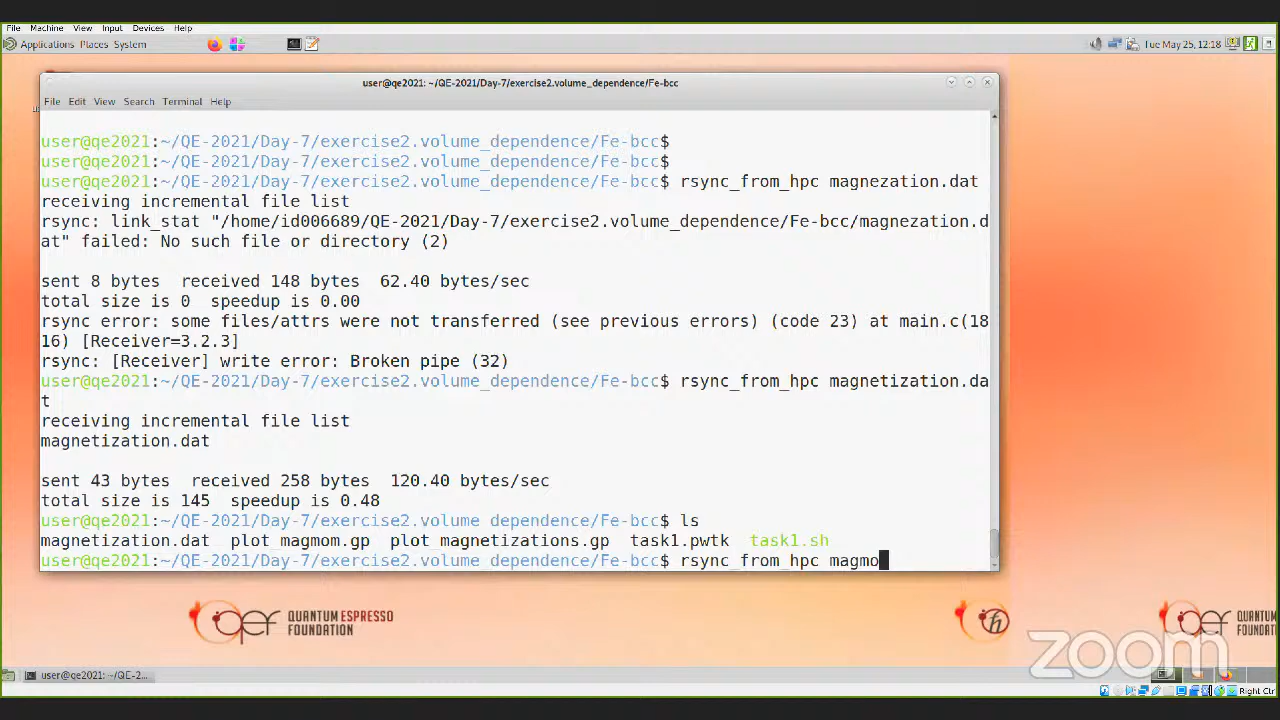 File Machine View Input Devices Help
Applications Places System
Tue May 25, 12:18
user@qe2021: ~/QE-2021/Day-7/exercise2.volume_dependence/Fe-bcc
File Edit View Search Terminal Help
user@qe2021:~/QE-2021/Day-7/exercise2.volume_dependence/Fe-bcc$
user@qe2021:~/QE-2021/Day-7/exercise2.volume_dependence/Fe-bcc$
user@qe2021:~/QE-2021/Day-7/exercise2.volume_dependence/Fe-bcc$ rsync_from_hpc magnezation.dat
receiving incremental file list
rsync: link_stat "/home/id006689/QE-2021/Day-7/exercise2.volume_dependence/Fe-bcc/magnezation.d
at" failed: No such file or directory (2)
sent 8 bytes  received 148 bytes  62.40 bytes/sec
total size is 0  speedup is 0.00
rsync error: some files/attrs were not transferred (see previous errors) (code 23) at main.c(18
16) [Receiver=3.2.3]
rsync: [Receiver] write error: Broken pipe (32)
user@qe2021:~/QE-2021/Day-7/exercise2.volume_dependence/Fe-bcc$ rsync_from_hpc magnetization.da
t
receiving incremental file list
magnetization.dat
sent 43 bytes  received 258 bytes  120.40 bytes/sec
total size is 145  speedup is 0.48
user@qe2021:~/QE-2021/Day-7/exercise2.volume dependence/Fe-bcc$ ls
magnetization.dat  plot_magmom.gp  plot magnetizations.gp  task1.pwtk  task1.sh
user@qe2021:~/QE-2021/Day-7/exercise2.volume_dependence/Fe-bcc$ rsync_from_hpc magmo
qef QUANTUM ESPRESSO
FOUNDATION
ħ
qef QUANTUM
FOUNDAT
zoom
user@qe2021: ~/QE-2...
Right Ctrl